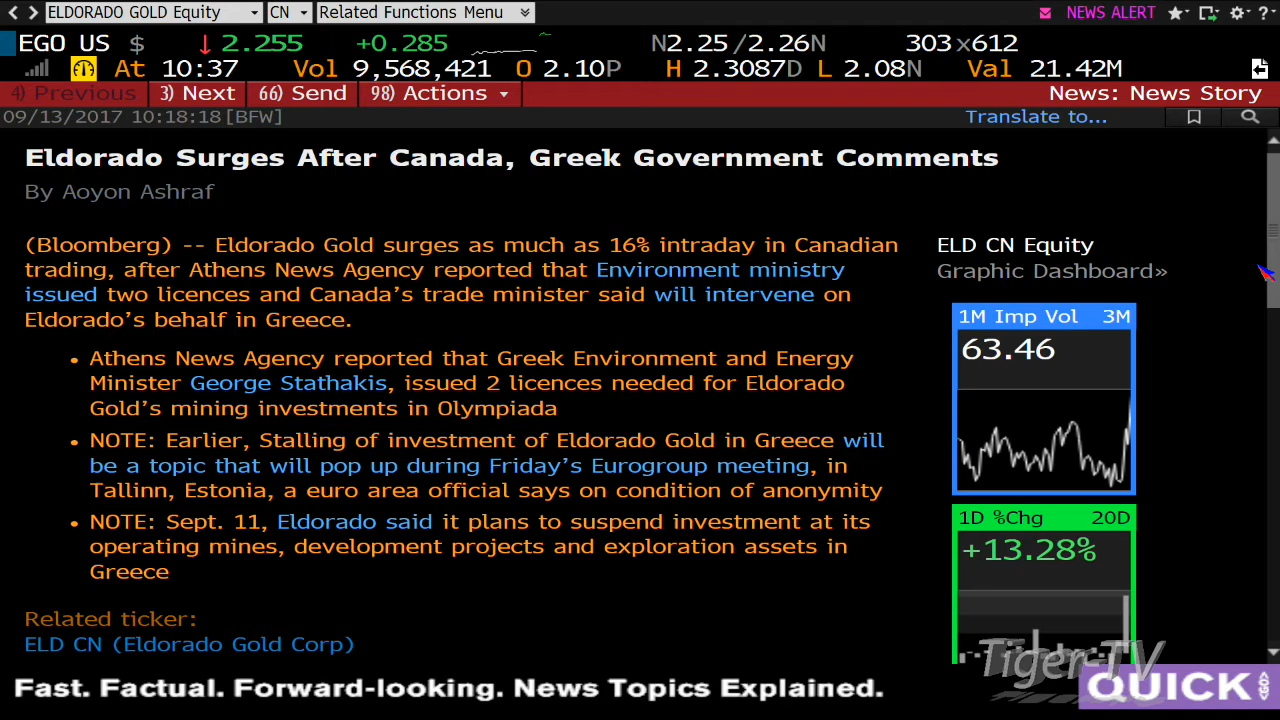 ELDORADO GOLD Equity CN Related Functions Menu NEWS ALERT ?
EGO US $ ↓ 2.255 +0.285 N2.25/2.26N 303x612
At 10:37 Vol 9,568,421 O 2.10P H 2.3087D L 2.08N Val 21.42M
4) Previous 3) Next 66) Send 98) Actions News: News Story
09/13/2017 10:18:18 [BFW] Translate to...
Eldorado Surges After Canada, Greek Government Comments
By Aoyon Ashraf
(Bloomberg) -- Eldorado Gold surges as much as 16% intraday in Canadian
trading, after Athens News Agency reported that Environment ministry
issued two licences and Canada's trade minister said will intervene on
Eldorado's behalf in Greece.
• Athens News Agency reported that Greek Environment and Energy
Minister George Stathakis, issued 2 licences needed for Eldorado
Gold's mining investments in Olympiada
• NOTE: Earlier, Stalling of investment of Eldorado Gold in Greece will
be a topic that will pop up during Friday's Eurogroup meeting, in
Tallinn, Estonia, a euro area official says on condition of anonymity
• NOTE: Sept. 11, Eldorado said it plans to suspend investment at its
operating mines, development projects and exploration assets in
Greece
Related ticker:
ELD CN (Eldorado Gold Corp)
ELD CN Equity
Graphic Dashboard»
1M Imp Vol 3M
63.46
1D %Chg 20D
+13.28%
Tiger-TV
Fast. Factual. Forward-looking. News Topics Explained.
QUICK